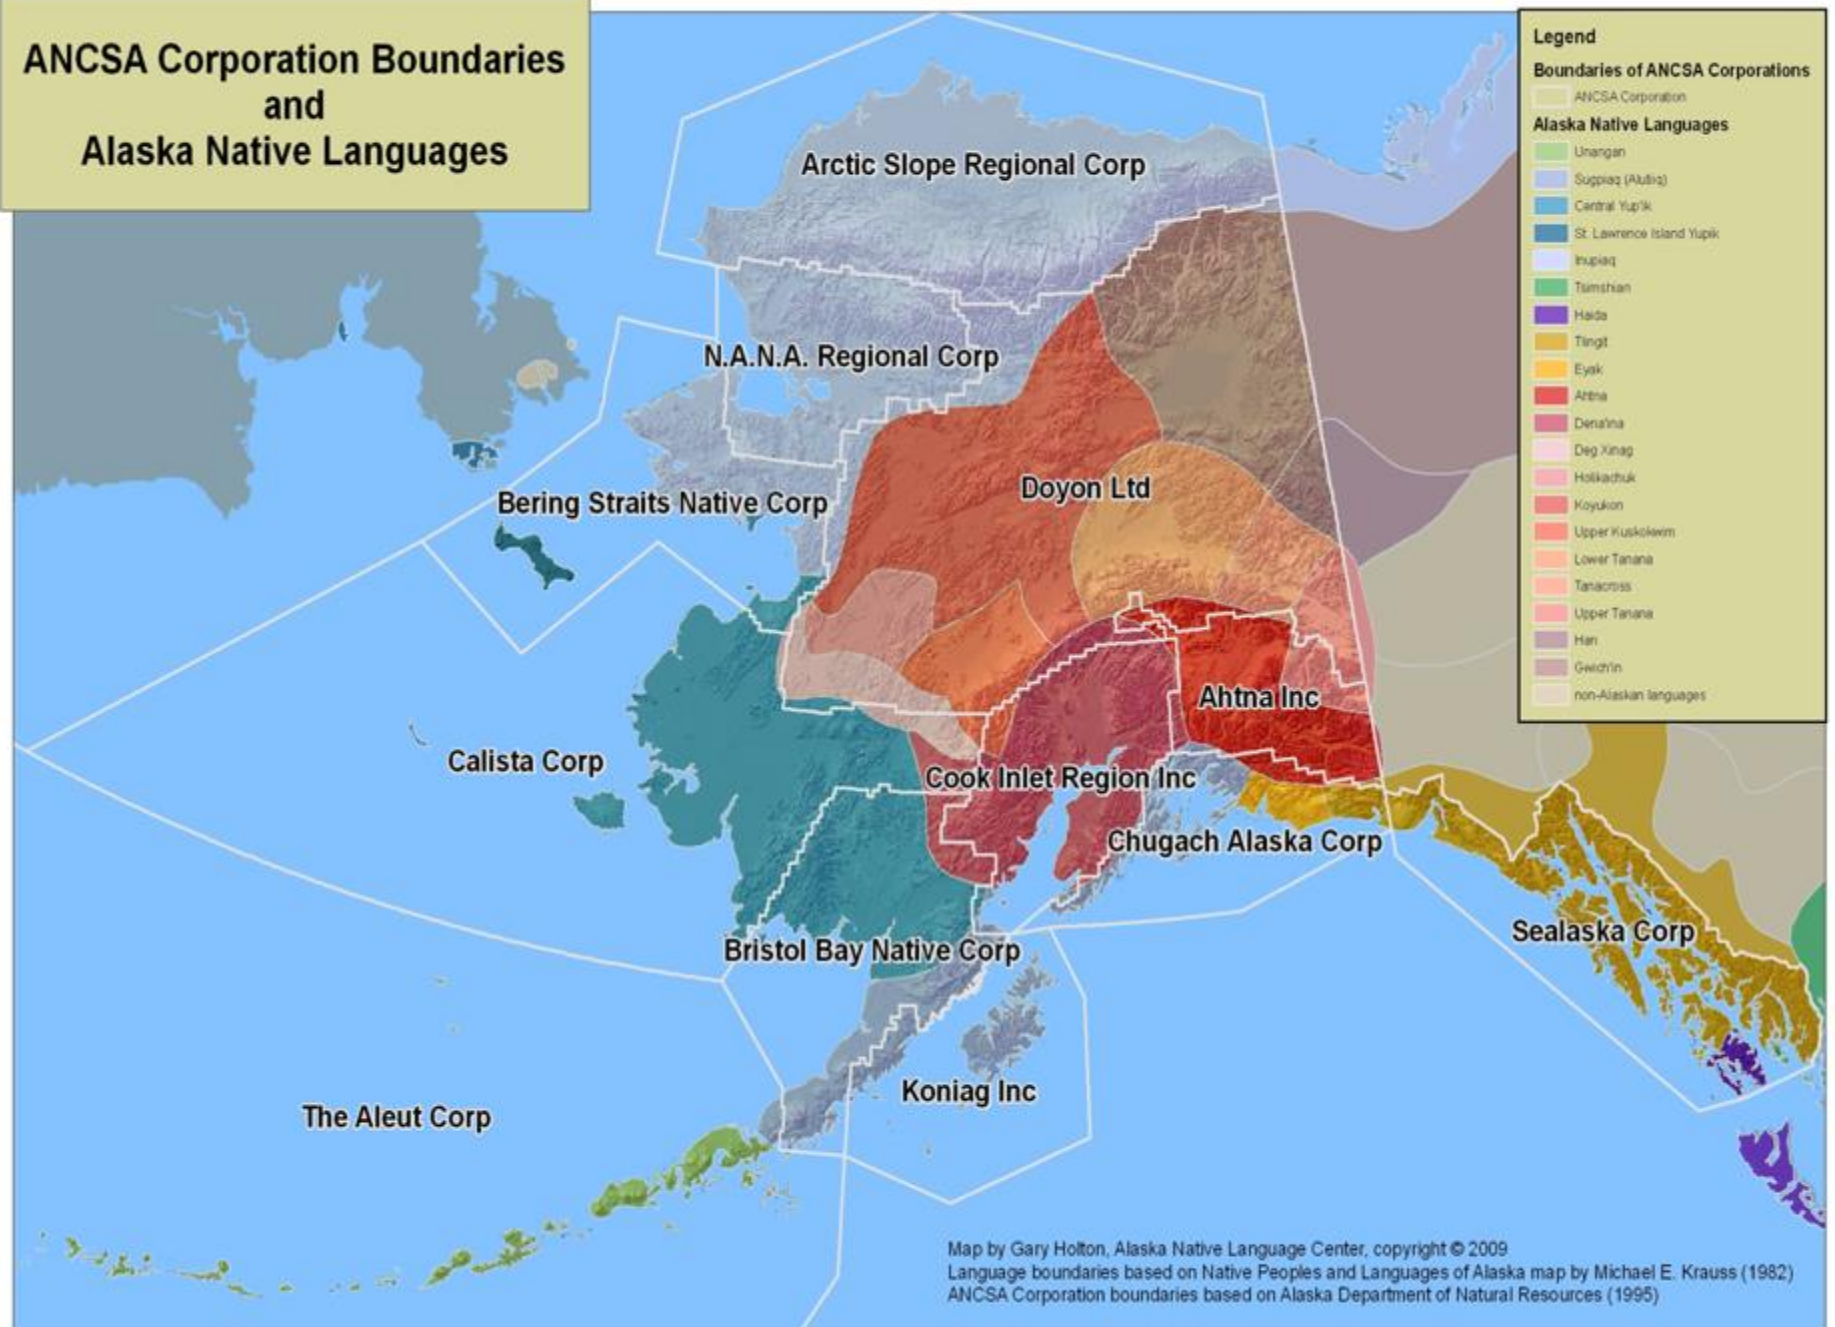 ANCSA Corporation Boundaries
and
Alaska Native Languages
Legend
Boundaries of ANCSA Corporations
ANCSA Corporation
Alaska Native Languages
Unangan
Sugpiaq (Alutiiq)
Central Yup'ik
St. Lawrence Island Yupik
Inupiaq
Tsimshian
Haida
Tlingit
Eyak
Ahtna
Dena'ina
Deg Xinag
Holikachuk
Koyukon
Upper Kuskokwim
Lower Tanana
Tanacross
Upper Tanana
Han
Gwich'in
non-Alaskan languages
Arctic Slope Regional Corp
N.A.N.A. Regional Corp
Doyon Ltd
Bering Straits Native Corp
Ahtna Inc
Calista Corp
Cook Inlet Region Inc
Chugach Alaska Corp
Sealaska Corp
Bristol Bay Native Corp
Koniag Inc
The Aleut Corp
Map by Gary Holton, Alaska Native Language Center, copyright © 2009
Language boundaries based on Native Peoples and Languages of Alaska map by Michael E. Krauss (1982)
ANCSA Corporation boundaries based on Alaska Department of Natural Resources (1995)